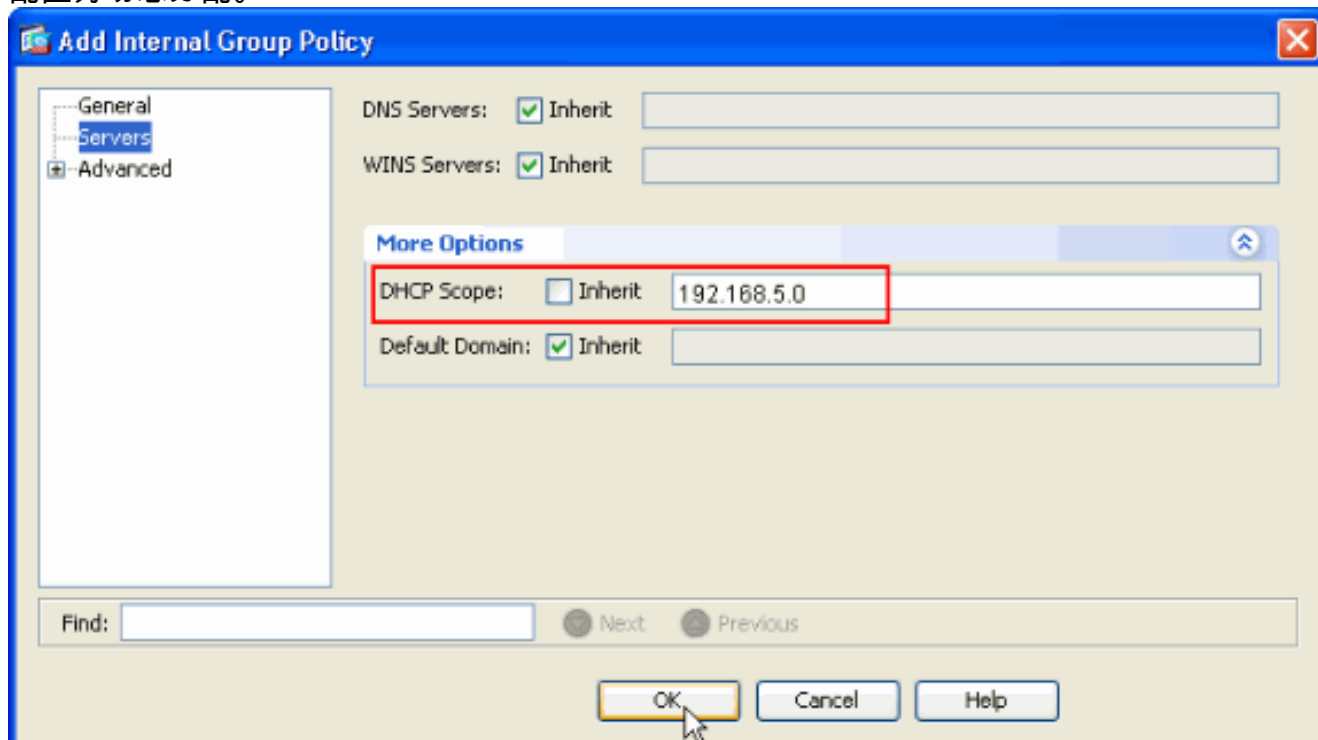 Add Internal Group Policy
General
Servers
Advanced
DNS Servers: Inherit
WINS Servers: Inherit
More Options
DHCP Scope: Inherit 192.168.5.0
Default Domain: Inherit
Find: Next Previous
OK Cancel Help